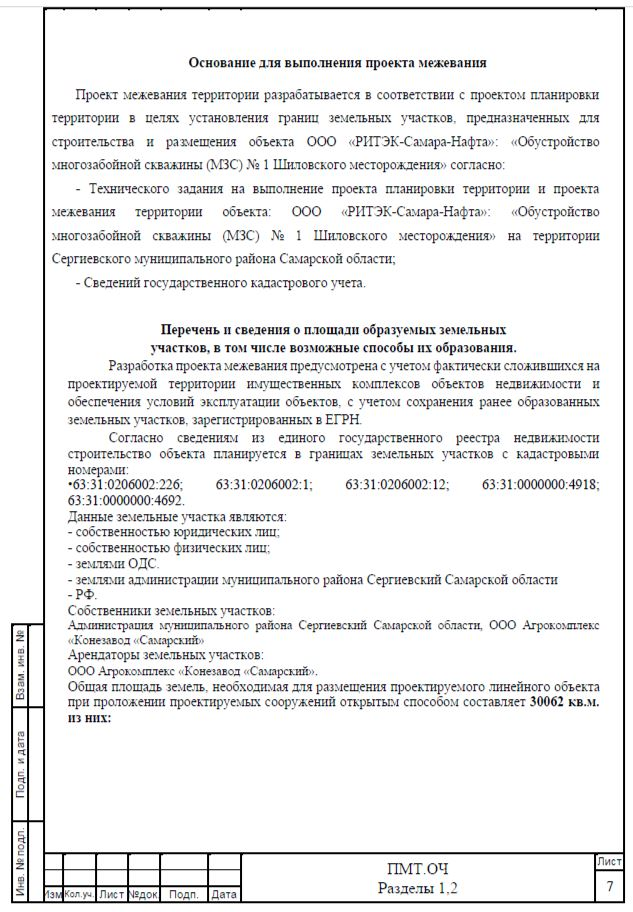 Основание для выполнения проекта межевания
Проект межевания территории разрабатывается в соответствии с проектом планировки
территории в целях установления границ земельных участков, предназначенных для
строительства и размещения объекта ООО «РИТЭК-Самара-Нафта»: «Обустройство
многозабойной скважины (МЗС) № 1 Шиловского месторождения» согласно:
- Технического задания на выполнение проекта планировки территории и проекта
межевания территории объекта: ООО «РИТЭК-Самара-Нафта»: «Обустройство
многозабойной скважины (МЗС) № 1 Шиловского месторождения» на территории
Сергиевского муниципального района Самарской области;
- Сведений государственного кадастрового учета.
Перечень и сведения о площади образуемых земельных
участков, в том числе возможные способы их образования.
Разработка проекта межевания предусмотрена с учетом фактически сложившихся на
проектируемой территории имущественных комплексов объектов недвижимости и
обеспечения условий эксплуатации объектов, с учетом сохранения ранее образованных
земельных участков, зарегистрированных в ЕГРН.
Согласно сведениям из единого государственного реестра недвижимости
строительство объекта планируется в границах земельных участков с кадастровыми
номерами:
•63:31:0206002:226; 63:31:0206002:1; 63:31:0206002:12; 63:31:0000000:4918;
63:31:0000000:4692.
Данные земельные участка являются:
- собственностью юридических лиц;
- собственностью физических лиц;
- землями ОДС.
- землями администрации муниципального района Сергиевский Самарской области
- РФ.
Собственники земельных участков:
Администрация муниципального района Сергиевский Самарской области, ООО Агрокомплекс
«Конезавод «Самарский»
Арендаторы земельных участков:
ООО Агрокомплекс «Конезавод «Самарский».
Общая площадь земель, необходимая для размещения проектируемого линейного объекта
при проложении проектируемых сооружений открытым способом составляет 30062 кв.м.
из них:
Взам. инв. №
Подп. и дата
Инв. № подл.
Изм Кол.уч. Лист №док Подп. Дата
ПМТ.ОЧ
Разделы 1,2
Лист
7